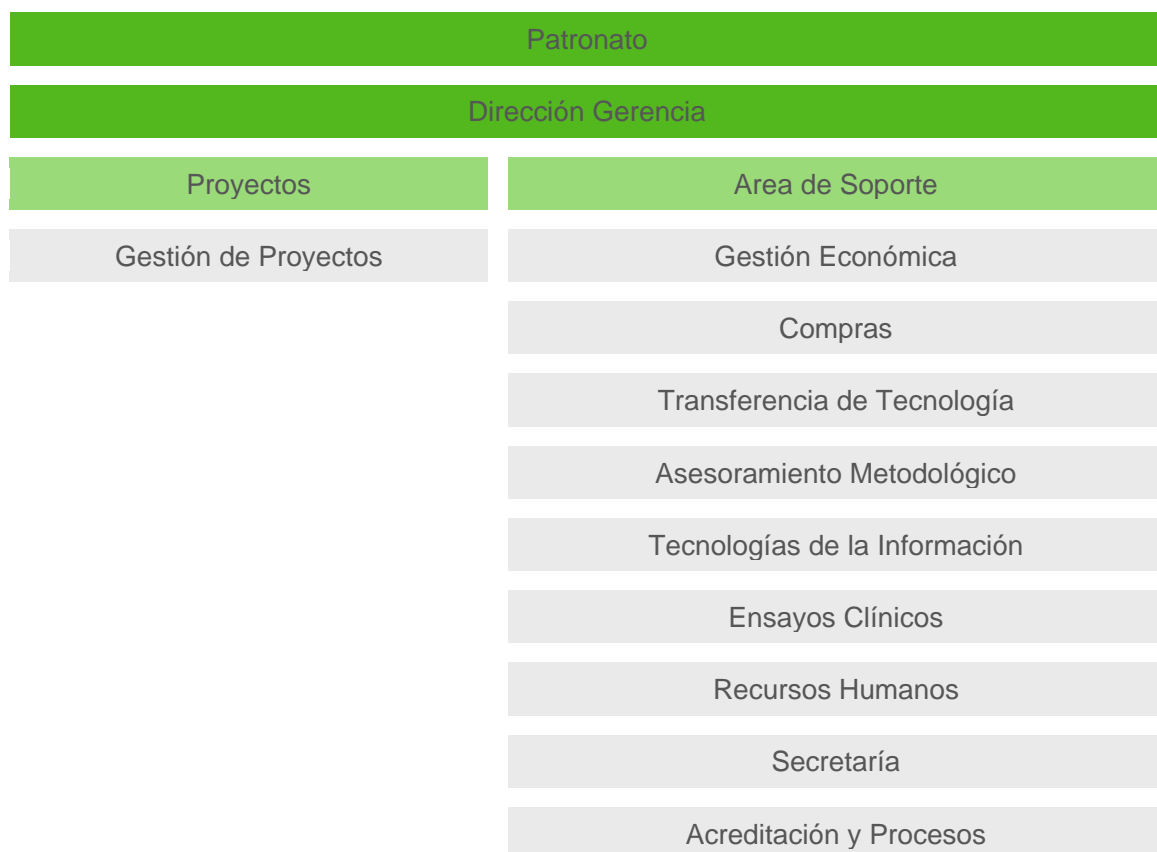 Patronato
Dirección Gerencia
Proyectos
Area de Soporte
Gestión de Proyectos
Gestión Económica
Compras
Transferencia de Tecnología
Asesoramiento Metodológico
Tecnologías de la Información
Ensayos Clínicos
Recursos Humanos
Secretaría
Acreditación y Procesos